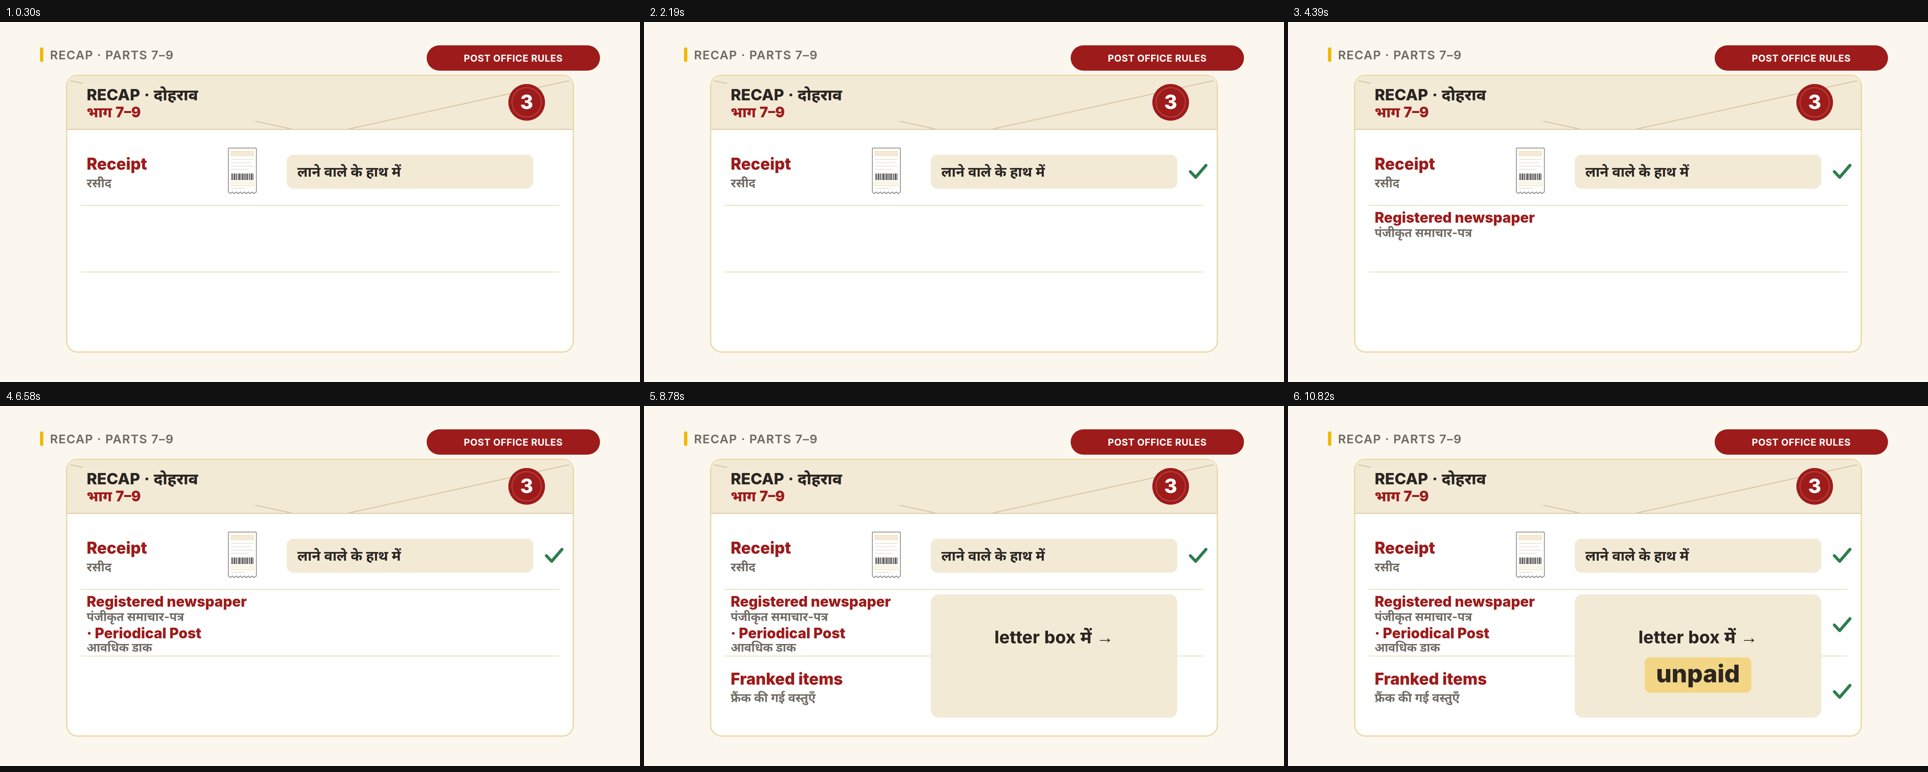 1. 0.30s
RECAP · PARTS 7–9
POST OFFICE RULES
RECAP · दोहराव
भाग 7–9
3
Receipt
रसीद
लाने वाले के हाथ में
2. 2.19s
RECAP · PARTS 7–9
POST OFFICE RULES
RECAP · दोहराव
भाग 7–9
3
Receipt
रसीद
लाने वाले के हाथ में
3. 4.39s
RECAP · PARTS 7–9
POST OFFICE RULES
RECAP · दोहराव
भाग 7–9
3
Receipt
रसीद
लाने वाले के हाथ में
Registered newspaper
पंजीकृत समाचार-पत्र
4. 6.58s
RECAP · PARTS 7–9
POST OFFICE RULES
RECAP · दोहराव
भाग 7–9
3
Receipt
रसीद
लाने वाले के हाथ में
Registered newspaper
पंजीकृत समाचार-पत्र
· Periodical Post
आवधिक डाक
5. 8.78s
RECAP · PARTS 7–9
POST OFFICE RULES
RECAP · दोहराव
भाग 7–9
3
Receipt
रसीद
लाने वाले के हाथ में
Registered newspaper
पंजीकृत समाचार-पत्र
· Periodical Post
आवधिक डाक
letter box में →
Franked items
फ्रैंक की गई वस्तुएँ
6. 10.82s
RECAP · PARTS 7–9
POST OFFICE RULES
RECAP · दोहराव
भाग 7–9
3
Receipt
रसीद
लाने वाले के हाथ में
Registered newspaper
पंजीकृत समाचार-पत्र
· Periodical Post
आवधिक डाक
letter box में →
unpaid
Franked items
फ्रैंक की गई वस्तुएँ